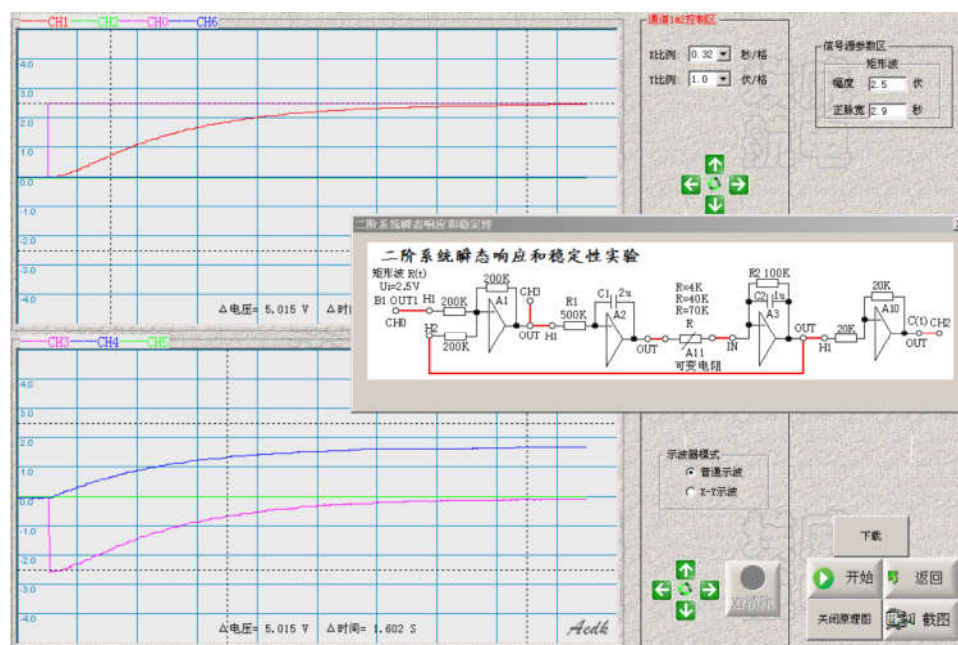 CH1 CH2 CH0 CH6
4.0
3.0
2.0
1.0
0.0
-1.0
-2.0
-3.0
-4.0
△电压= 5.015 V △时
通道1&2控制区
X比例: 0.32 秒/格
Y比例: 1.0 伏/格
信号源参数区
矩形波
幅度 2.5 伏
正脉宽 2.9 秒
二阶系统瞬态响应和稳定性
二阶系统瞬态响应和稳定性实验
矩形波 R(t)
Ui=2.5V
B1 OUT1 H1 200K
CH0
H2
200K
200K
A1
CH3
OUT H1
R1
500K
C1 2u
A2
OUT
R=4K
R=40K
R=70K
R
A11
可变电阻
IN
R2 100K
C2 1u
A3
OUT
H1
20K
20K
A10
C(t) CH2
OUT
CH3 CH4 CH5
4.0
3.0
2.0
1.0
0.0
-1.0
-2.0
-3.0
-4.0
△电压= 5.015 V △时间= 1.602 S
Acdk
示波器模式
普通示波
X-Y示波
下载
开始
返回
关闭原理图
截图